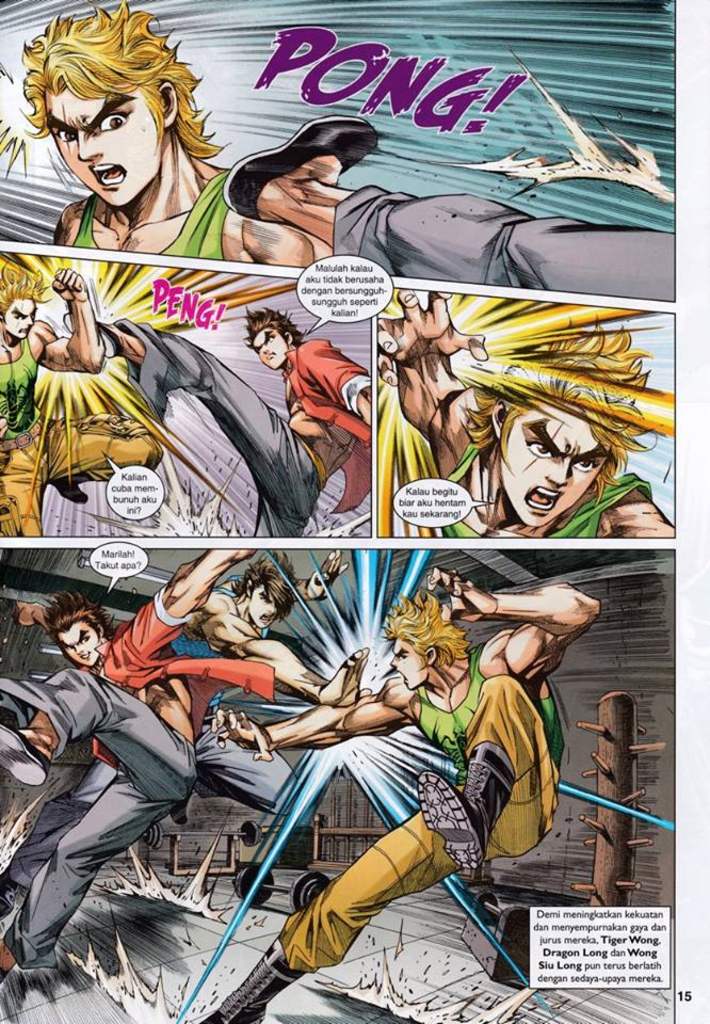 PONG!
PENG!
Malulah kalau
aku tidak berusaha
dengan bersungguh-
sungguh seperti
kalian!
Kalian
cuba mem-
bunuh aku
ini?
Kalau begitu
biar aku hentam
kau sekarang!
Marilah!
Takut apa?
Demi meningkatkan kekuatan
dan menyempurnakan gaya dan
jurus mereka, Tiger Wong,
Dragon Long dan Wong
Siu Long pun terus berlatih
dengan sedaya-upaya mereka.
15